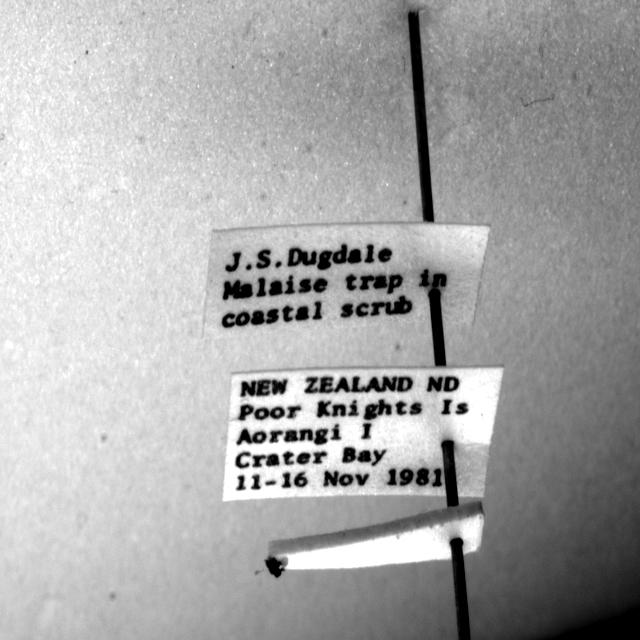 J.S.Dugdale
Malaise trap in
coastal scrub
NEW ZEALAND ND
Poor Knights Is
Aorangi I
Crater Bay
11-16 Nov 1981